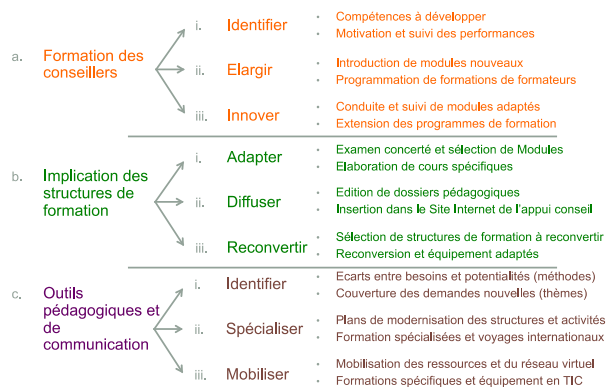 a. Formation des conseillers
i. Identifier
• Compétences à développer
• Motivation et suivi des performances
ii. Elargir
• Introduction de modules nouveaux
• Programmation de formations de formateurs
iii. Innover
• Conduite et suivi de modules adaptés
• Extension des programmes de formation
b. Implication des structures de formation
i. Adapter
• Examen concerté et sélection de Modules
• Elaboration de cours spécifiques
ii. Diffuser
• Edition de dossiers pédagogiques
• Insertion dans le Site Internet de l'appui conseil
iii. Reconvertir
• Sélection de structures de formation à reconvertir
• Reconversion et équipement adaptés
c. Outils pédagogiques et de communication
i. Identifier
• Ecarts entre besoins et potentialités (méthodes)
• Couverture des demandes nouvelles (thèmes)
ii. Spécialiser
• Plans de modernisation des structures et activités
• Formation spécialisées et voyages internationaux
iii. Mobiliser
• Mobilisation des ressources et du réseau virtuel
• Formations spécifiques et équipement en TIC